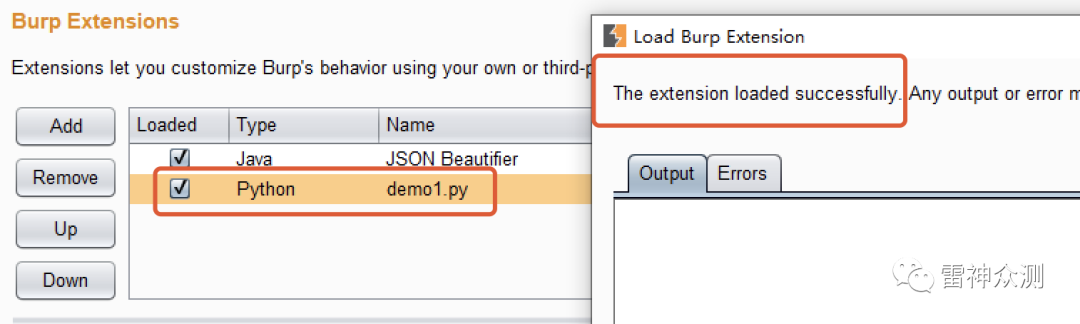 Burp Extensions
Extensions let you customize Burp's behavior using your own or third-p
Add
Remove
Up
Down
Loaded Type Name
Java JSON Beautifier
Python demo1.py
Load Burp Extension
The extension loaded successfully. Any output or error m
Output Errors
雷神众测